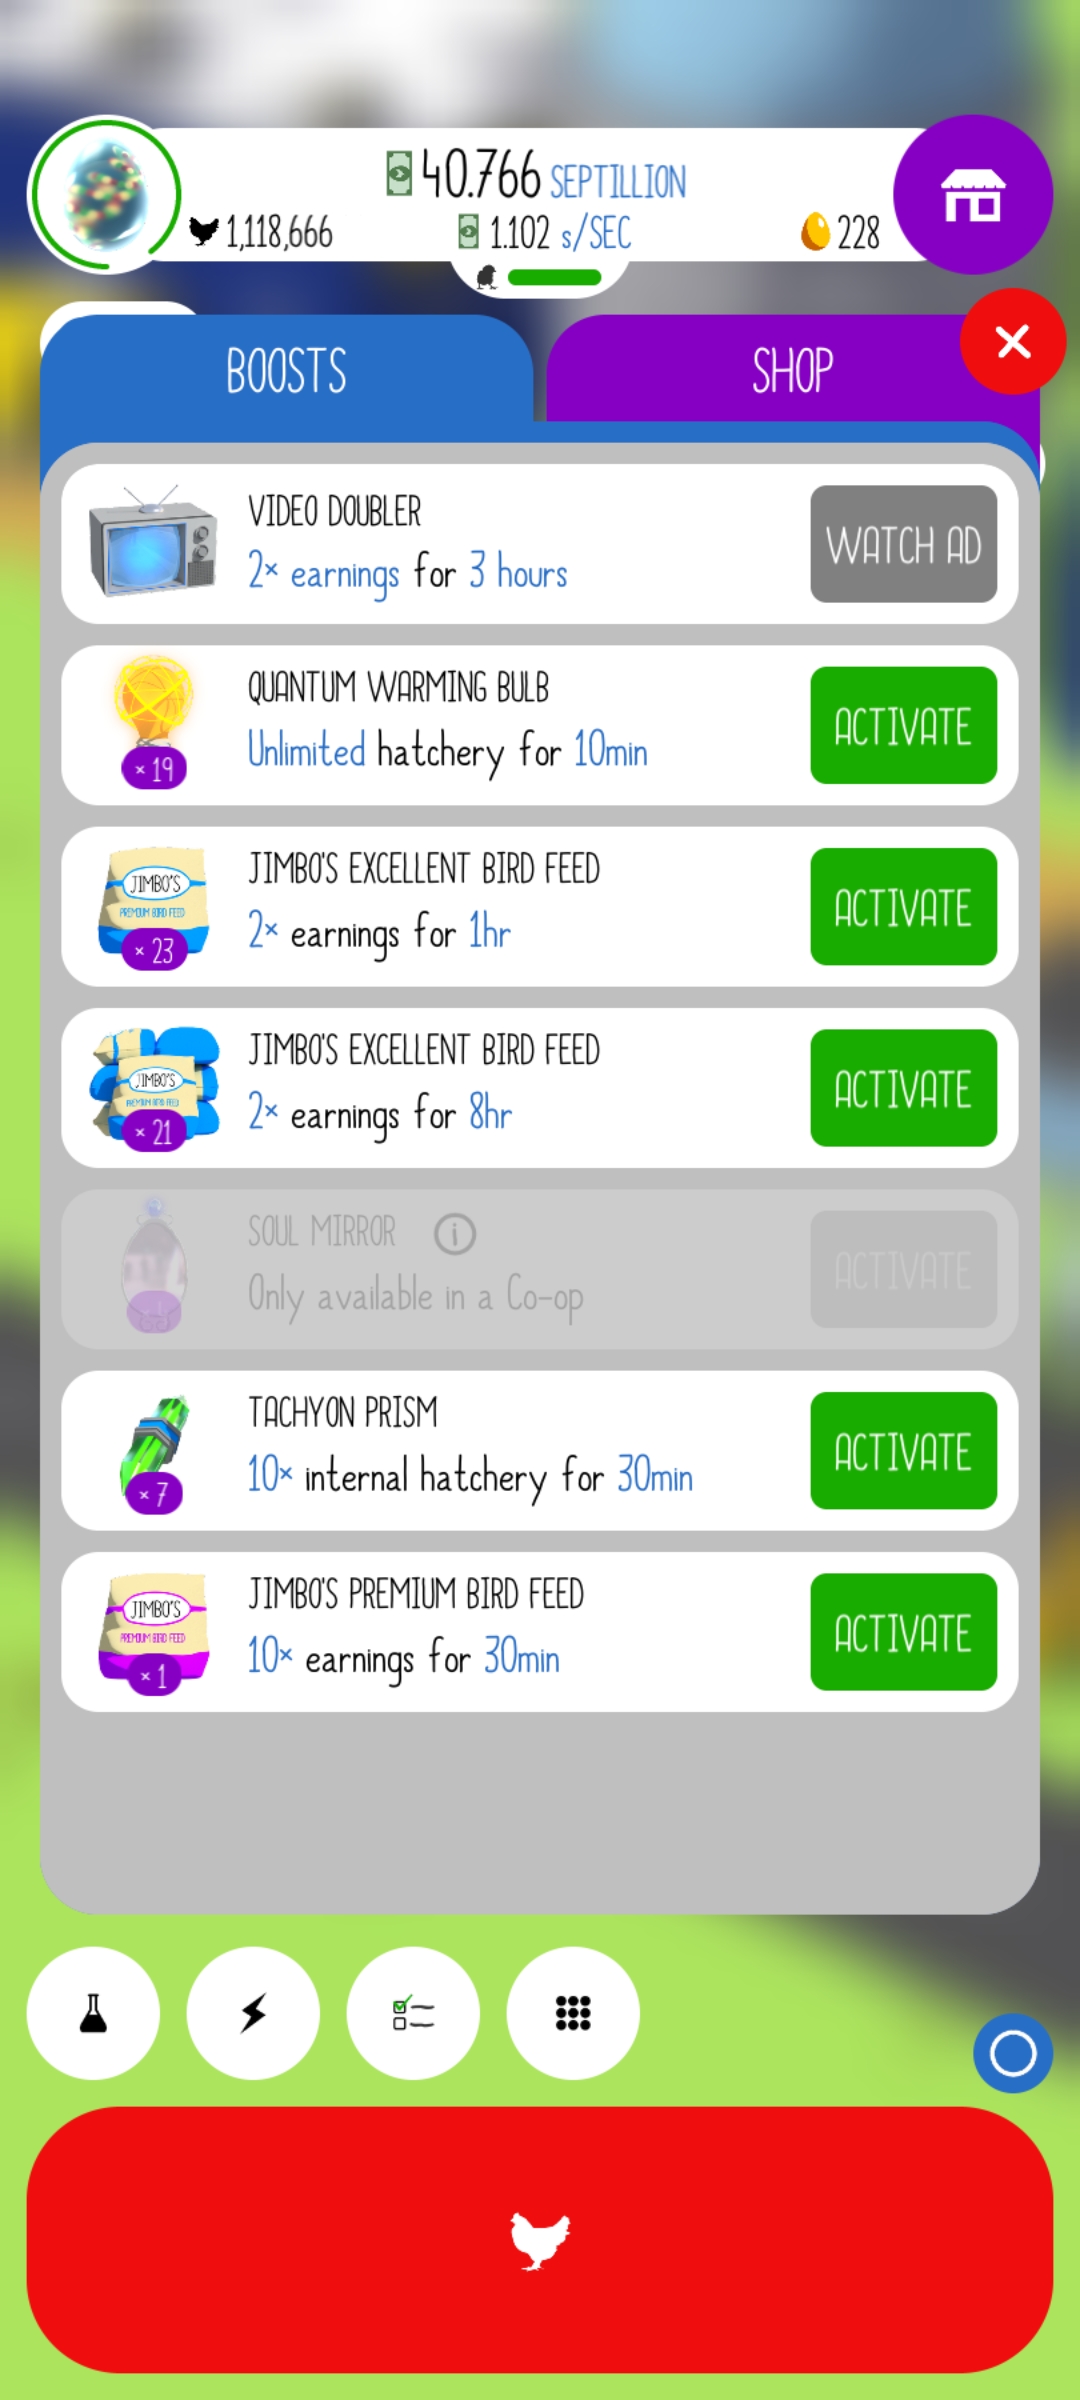 40.766 SEPTILLION
1,118,666
1.102 s/SEC
228
BOOSTS
SHOP
VIDEO DOUBLER
2× earnings for 3 hours
WATCH AD
QUANTUM WARMING BULB
Unlimited hatchery for 10min
× 19
ACTIVATE
JIMBO'S EXCELLENT BIRD FEED
2× earnings for 1hr
JIMBO'S
PREMIUM BIRD FEED
× 23
ACTIVATE
JIMBO'S EXCELLENT BIRD FEED
2× earnings for 8hr
JIMBO'S
PREMIUM BIRD FEED
× 21
ACTIVATE
SOUL MIRROR
Only available in a Co-op
ACTIVATE
TACHYON PRISM
10× internal hatchery for 30min
× 7
ACTIVATE
JIMBO'S PREMIUM BIRD FEED
10× earnings for 30min
JIMBO'S
PREMIUM BIRD FEED
× 1
ACTIVATE